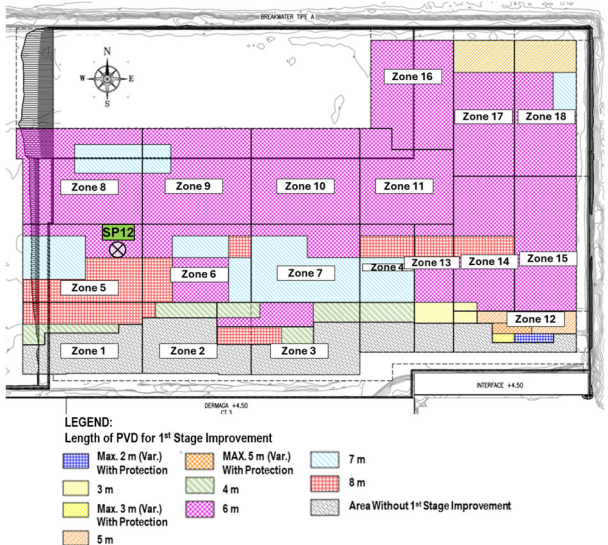 BREAKWATER TIPE A
N
W E
S
Zone 16
Zone 17
Zone 18
Zone 8
Zone 9
Zone 10
Zone 11
SP12
Zone 5
Zone 6
Zone 7
Zone 4
Zone 13
Zone 14
Zone 15
Zone 12
Zone 1
Zone 2
Zone 3
INTERFACE +4.50
DERMAGA +4.50
CT 3
LEGEND:
Length of PVD for 1st Stage Improvement
Max. 2 m (Var.)
With Protection
MAX. 5 m (Var.)
With Protection
7 m
3 m
4 m
8 m
Max. 3 m (Var.)
With Protection
6 m
Area Without 1st Stage Improvement
5 m